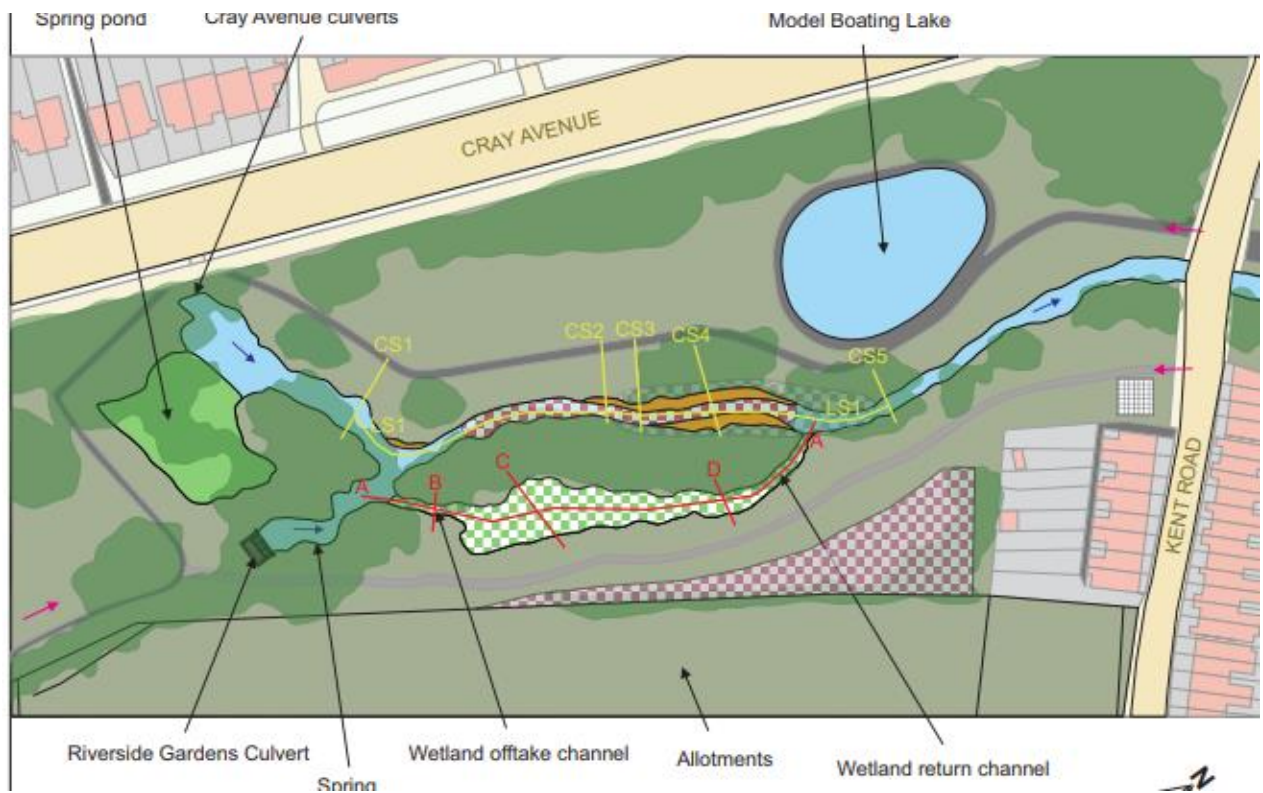 Spring pond
Cray Avenue culverts
Model Boating Lake
CRAY AVENUE
CS1
CS2
CS3
CS4
CS5
LS1
LS1
A
B
C
D
A
KENT ROAD
Riverside Gardens Culvert
Spring
Wetland offtake channel
Allotments
Wetland return channel
N